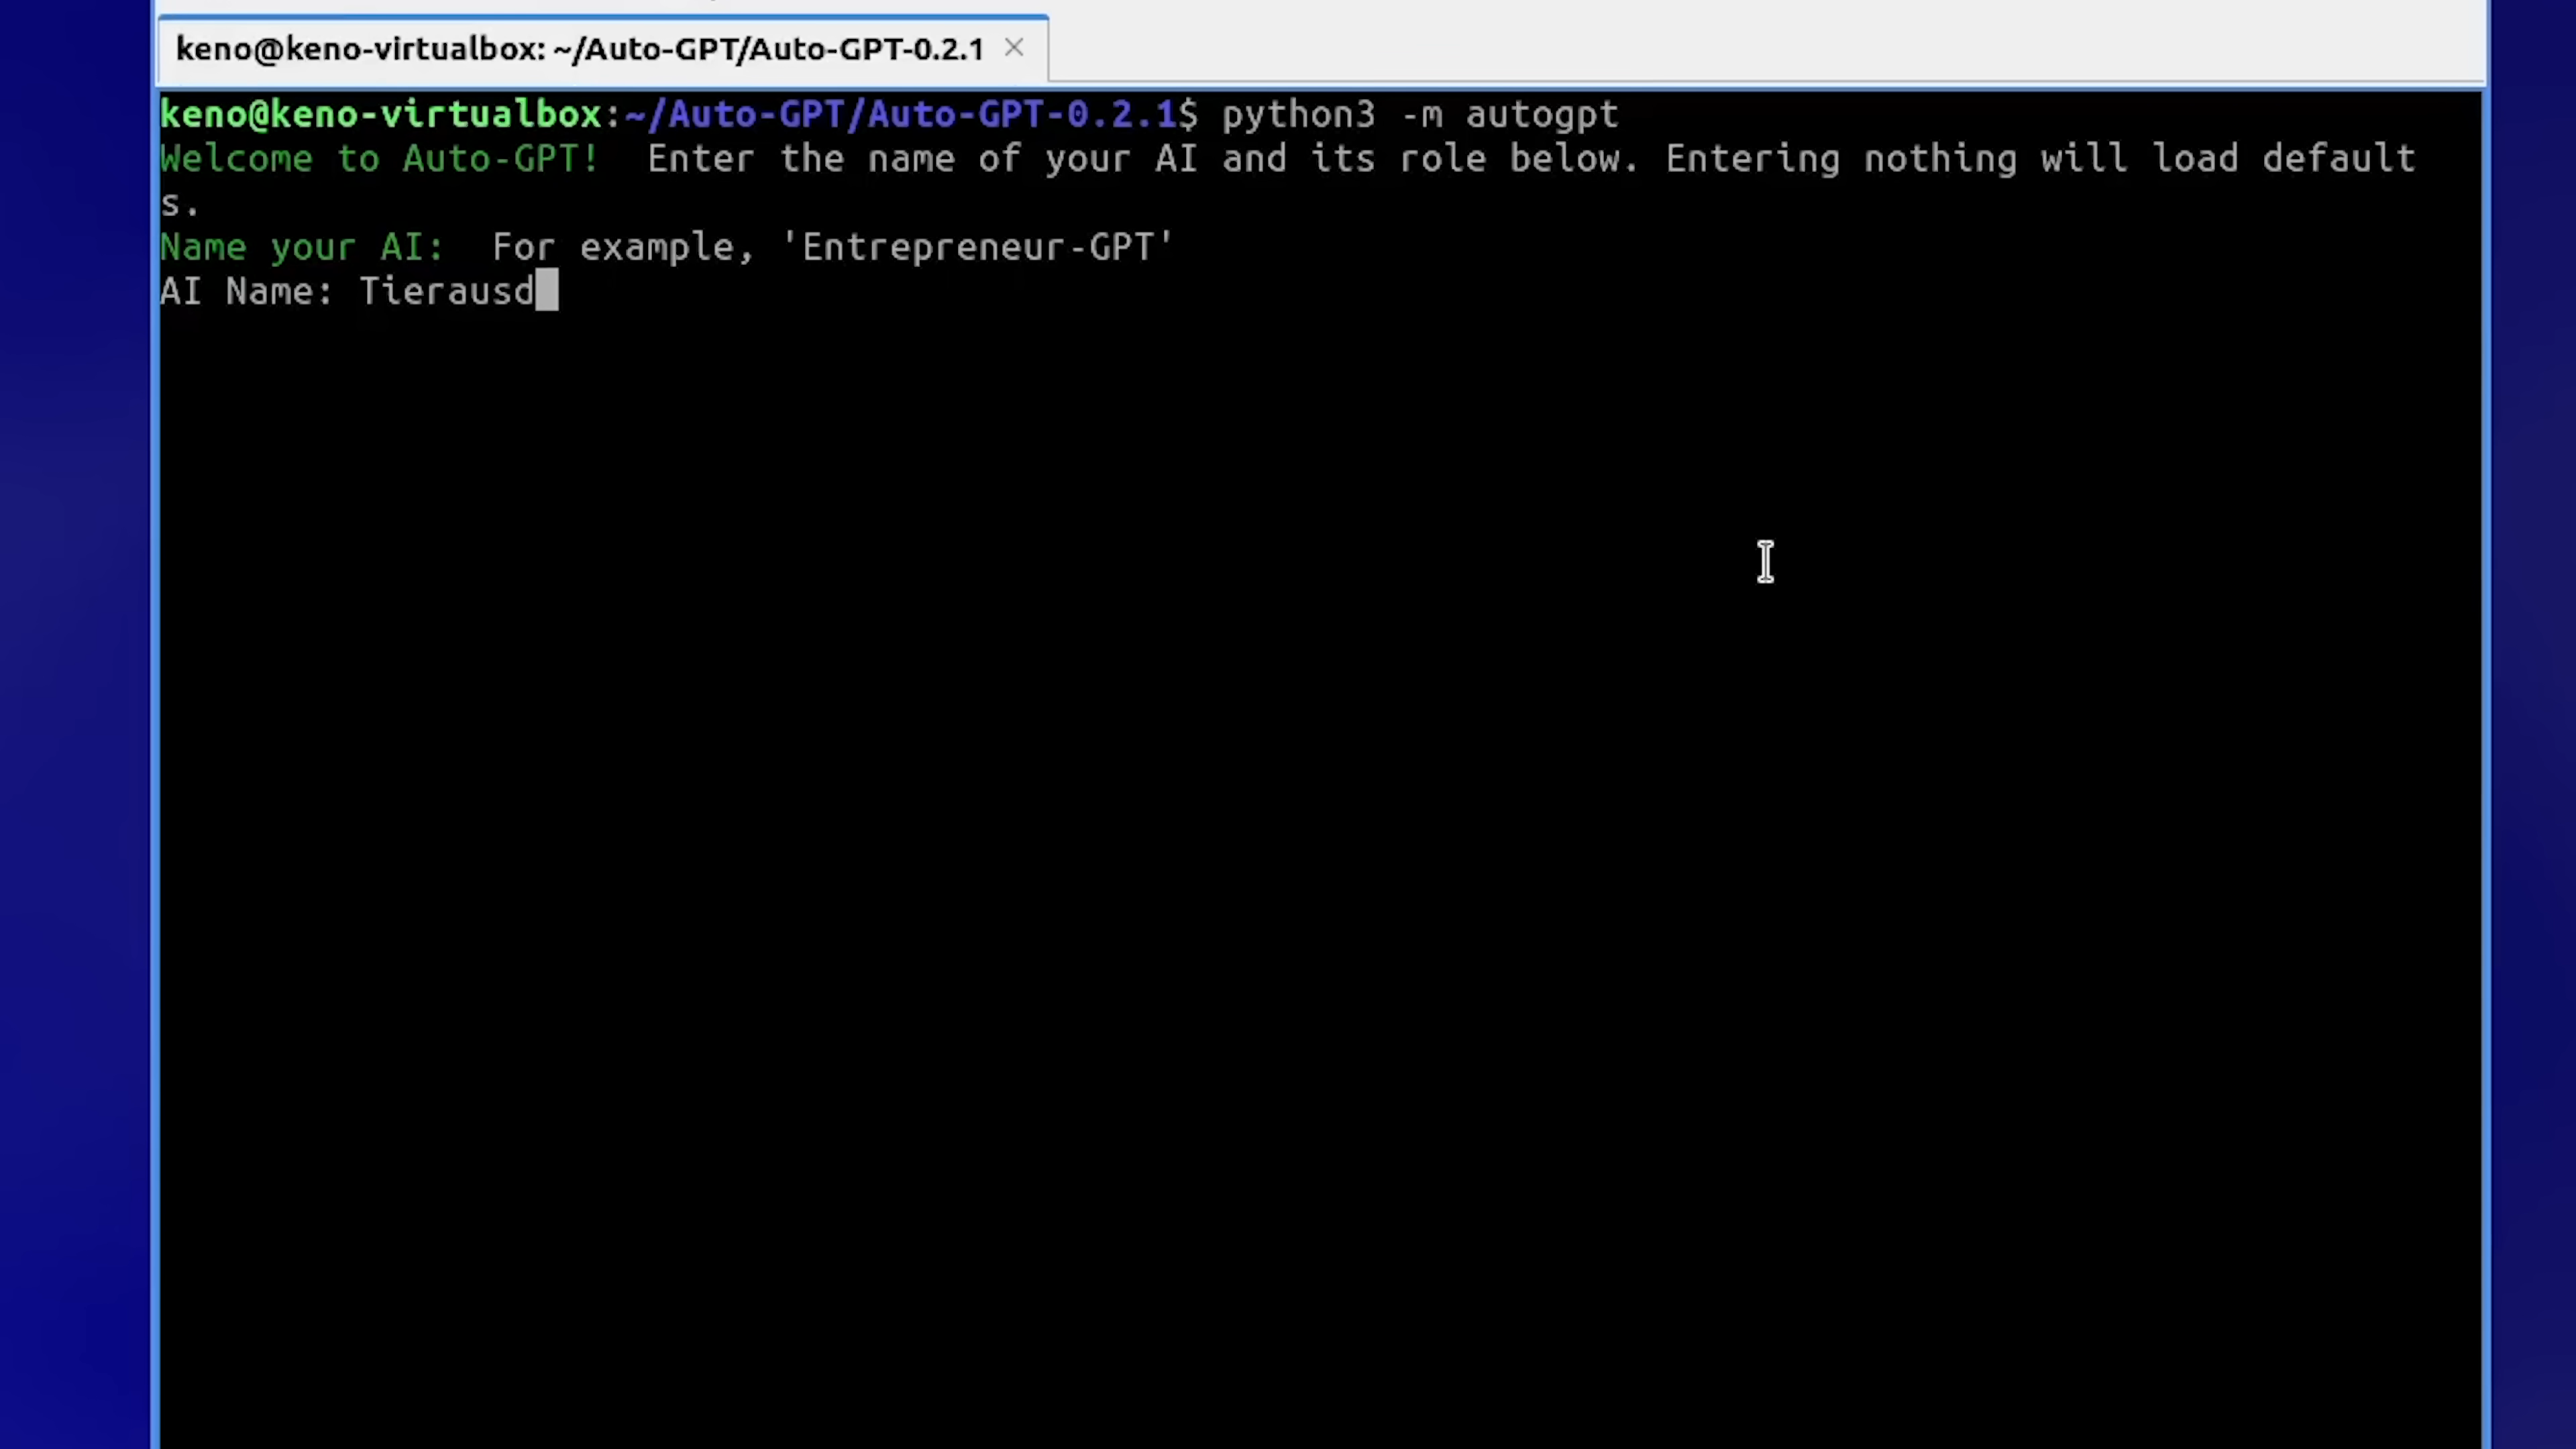 keno@keno-virtualbox: ~/Auto-GPT/Auto-GPT-0.2.1
keno@keno-virtualbox:~/Auto-GPT/Auto-GPT-0.2.1$ python3 -m autogpt
Welcome to Auto-GPT!  Enter the name of your AI and its role below. Entering nothing will load default
s.
Name your AI:  For example, 'Entrepreneur-GPT'
AI Name: Tierausd